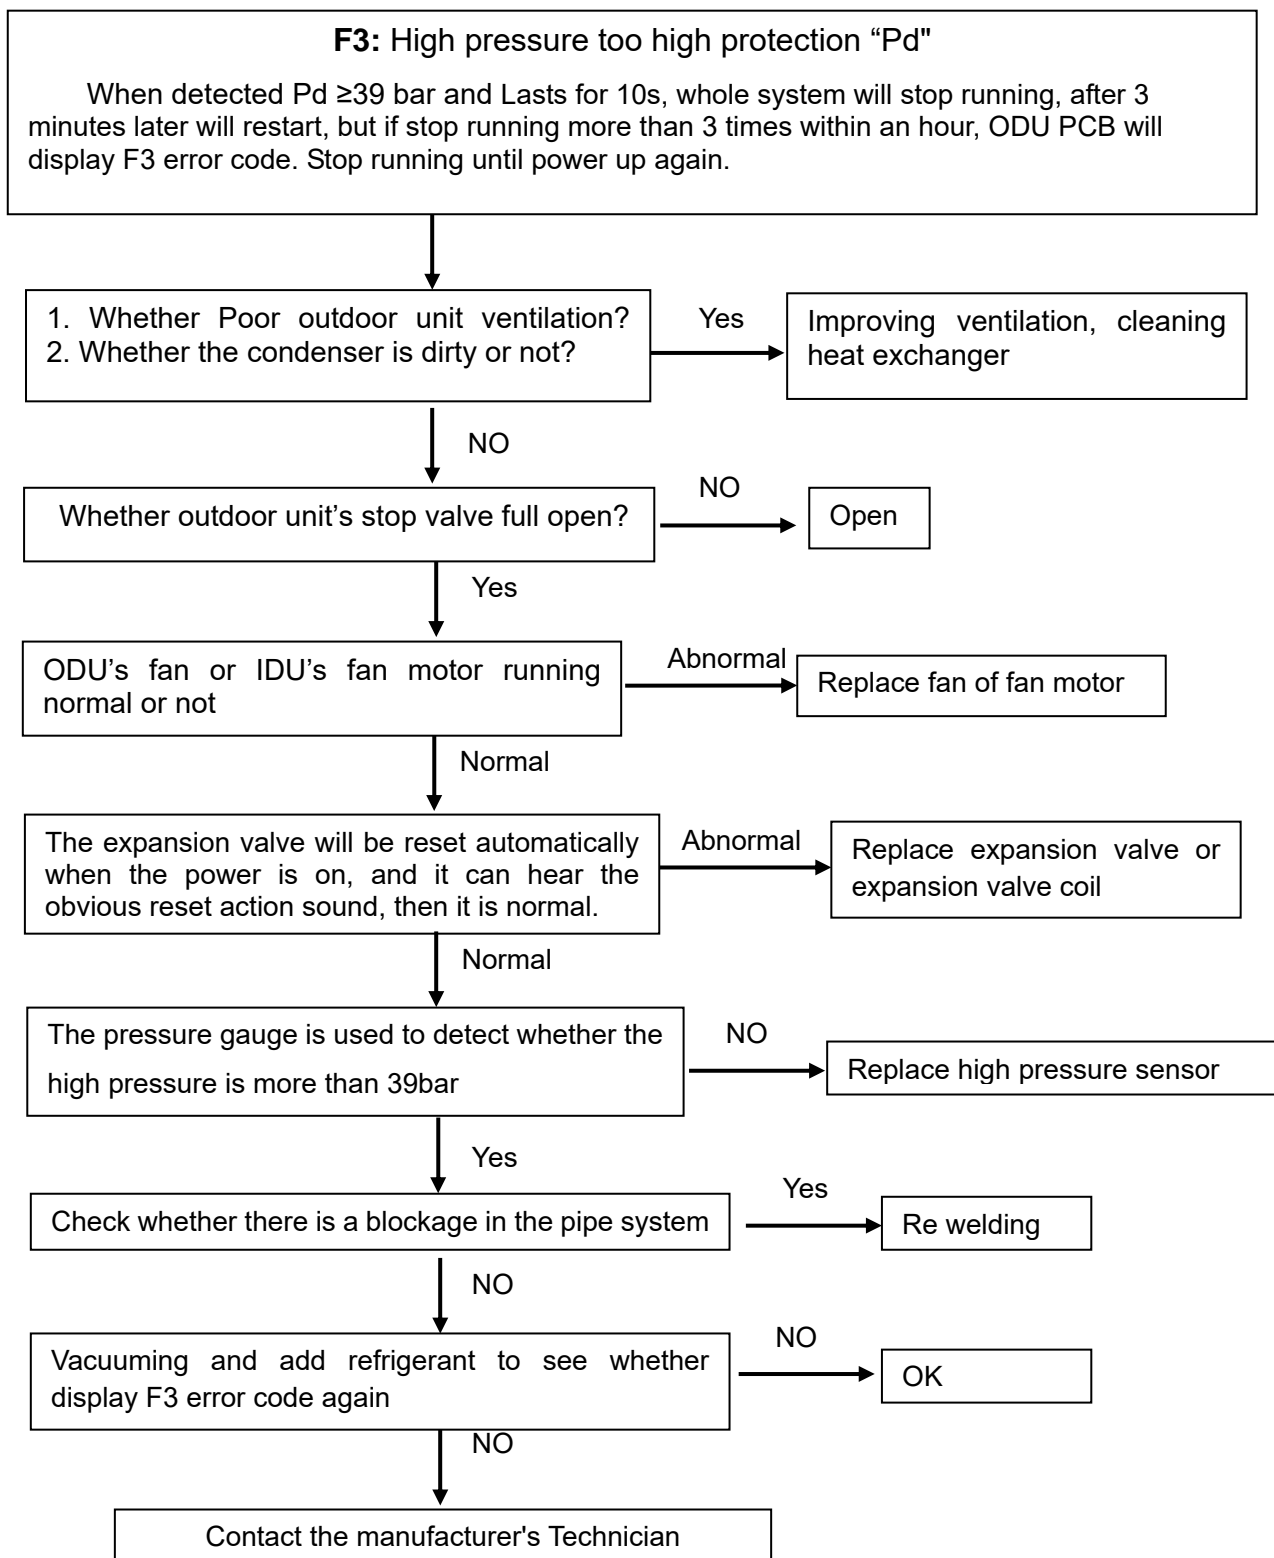 F3: High pressure too high protection “Pd"
When detected Pd ≥39 bar and Lasts for 10s, whole system will stop running, after 3
minutes later will restart, but if stop running more than 3 times within an hour, ODU PCB will
display F3 error code. Stop running until power up again.
1. Whether Poor outdoor unit ventilation?
2. Whether the condenser is dirty or not?
Yes
Improving ventilation, cleaning
heat exchanger
NO
Whether outdoor unit’s stop valve full open?
NO
Open
Yes
ODU’s fan or IDU’s fan motor running
normal or not
Abnormal
Replace fan of fan motor
Normal
The expansion valve will be reset automatically
when the power is on, and it can hear the
obvious reset action sound, then it is normal.
Abnormal
Replace expansion valve or
expansion valve coil
Normal
The pressure gauge is used to detect whether the
high pressure is more than 39bar
NO
Replace high pressure sensor
Yes
Check whether there is a blockage in the pipe system
Yes
Re welding
NO
Vacuuming and add refrigerant to see whether
display F3 error code again
NO
OK
NO
Contact the manufacturer's Technician